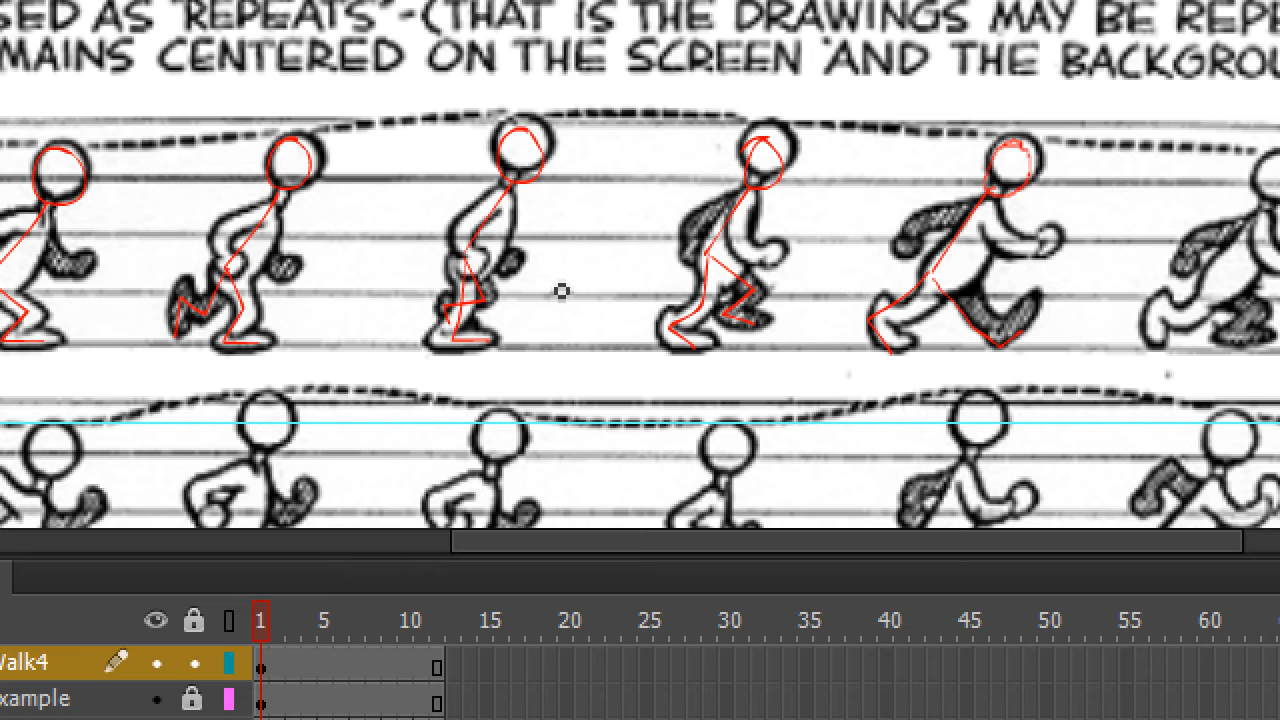 SED AS "REPEATS"-(THAT IS THE DRAWINGS MAY BE REPE
MAINS CENTERED ON THE SCREEN AND THE BACKGROU
1 5 10 15 20 25 30 35 40 45 50 55 60
Walk4
xample